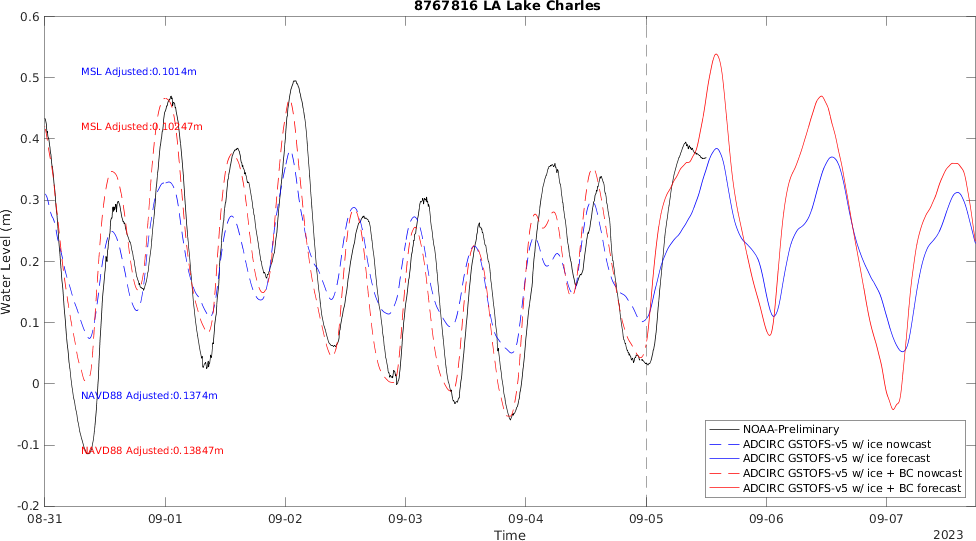 8767816 LA Lake Charles
0.6
0.5
0.4
0.3
0.2
0.1
0
-0.1
-0.2
Water Level (m)
MSL Adjusted:0.1014m
MSL Adjusted:0.10247m
NAVD88 Adjusted:0.1374m
NAVD88 Adjusted:0.13847m
NOAA-Preliminary
ADCIRC GSTOFS-v5 w/ ice nowcast
ADCIRC GSTOFS-v5 w/ ice forecast
ADCIRC GSTOFS-v5 w/ ice + BC nowcast
ADCIRC GSTOFS-v5 w/ ice + BC forecast
08-31 09-01 09-02 09-03 09-04 09-05 09-06 09-07
Time
2023